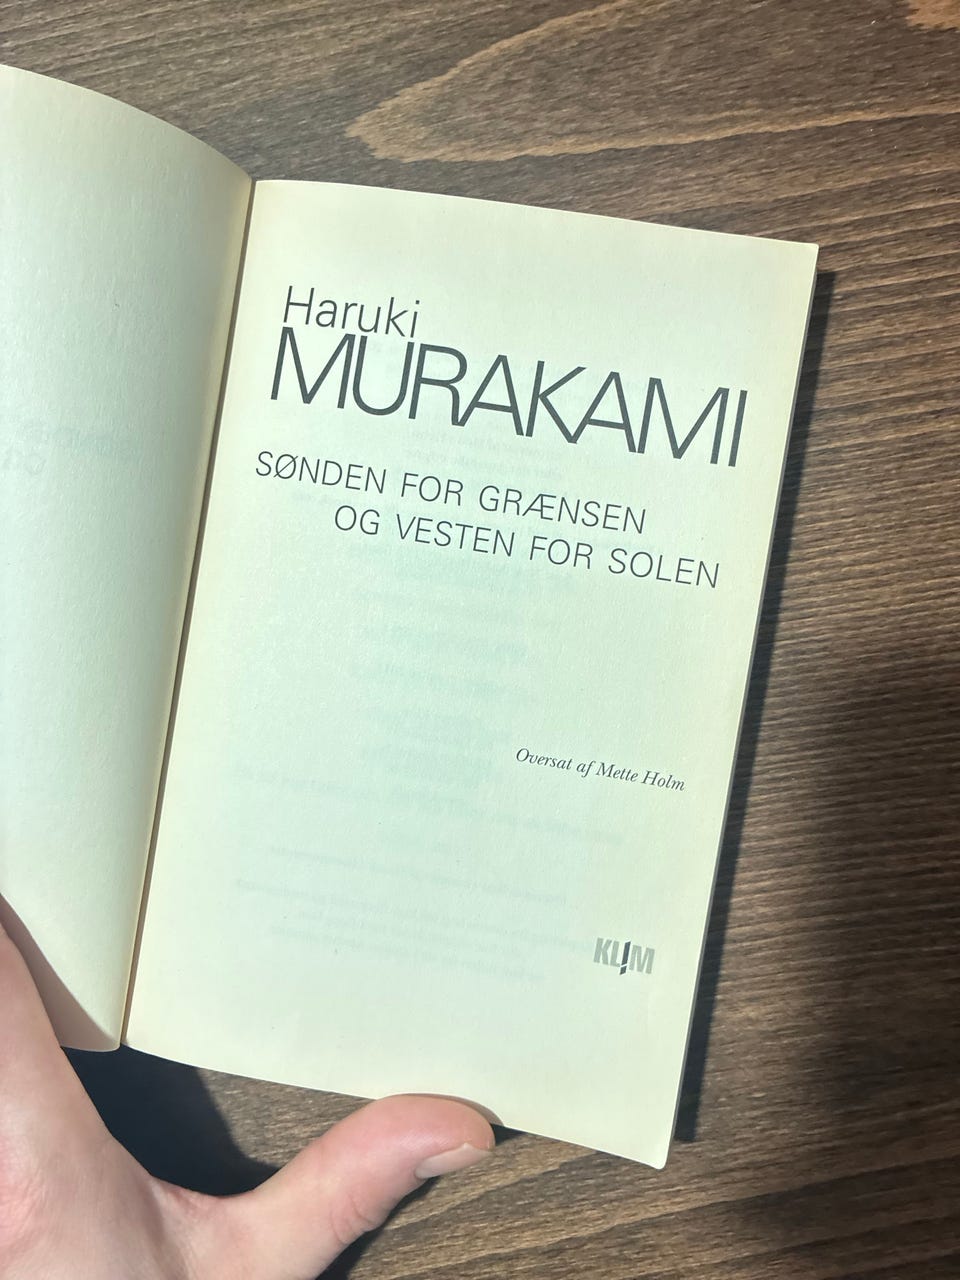 Haruki
MURAKAMI
SØNDEN FOR GRÆNSEN
OG VESTEN FOR SOLEN
Oversat af Mette Holm
KLIM